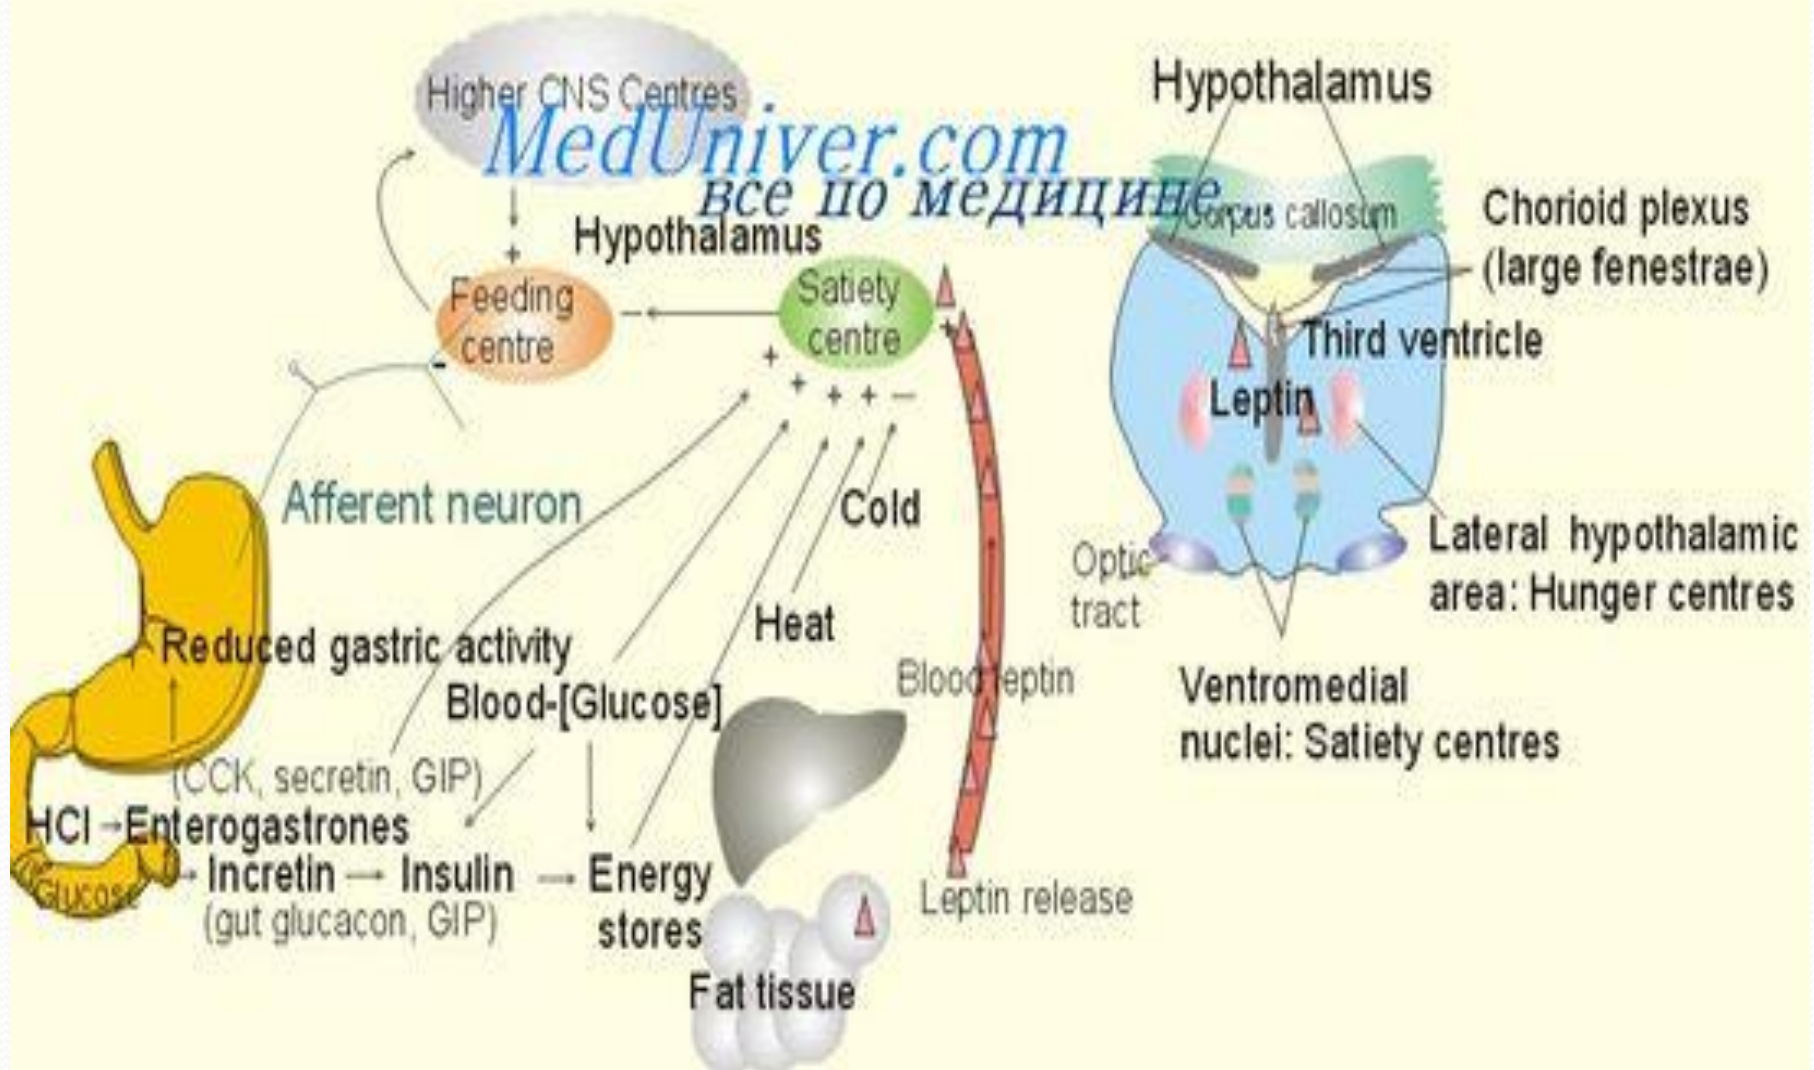 Higher CNS Centres
MedUniver.com
все по медицине
Hypothalamus
Feeding
centre
Satiety
centre
+
+
+
+
+
+
Afferent neuron
Cold
Heat
Reduced gastric activity
Blood-[Glucose]
Blood leptin
(CCK, secretin, GIP)
HCl → Enterogastrones
Glucose → Incretin → Insulin → Energy
(gut glucacon, GIP)
stores
Leptin release
Fat tissue
Hypothalamus
Corpus callosum
Chorioid plexus
(large fenestrae)
Third ventricle
Leptin
Optic
tract
Lateral hypothalamic
area: Hunger centres
Ventromedial
nuclei: Satiety centres